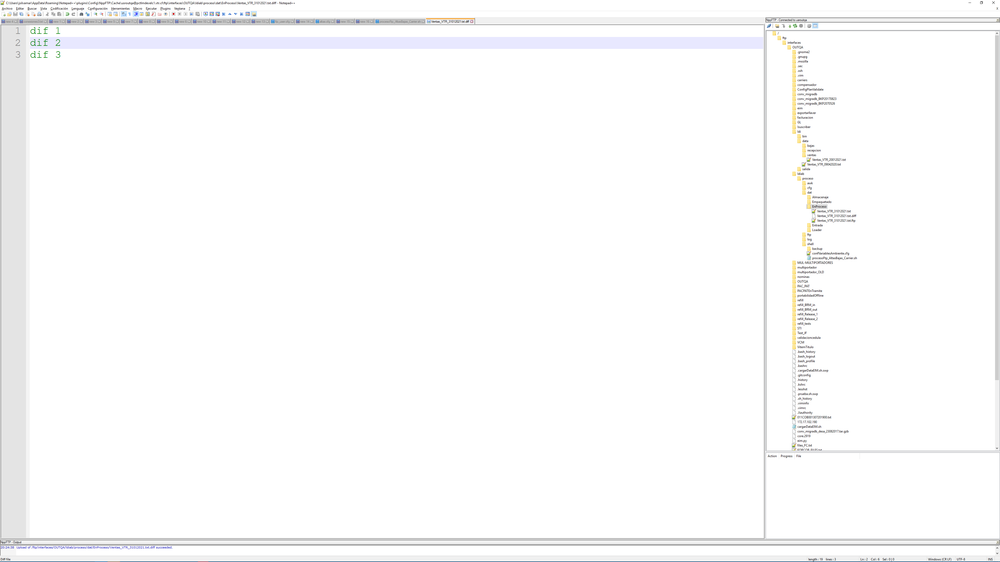 C:\Users\jsilvamar\AppData\Roaming\Notepad++\plugins\Config\NppFTP\Cache\usroutqa@pctlmdevelc1.vtr.cl\ftp\interfaces\OUTQA\ldiab\proceso\dat\EnProceso\Ventas_VTR_31012021.txt.diff - Notepad++
Archivo Editar Buscar Vista Codificación Lenguaje Configuración Herramientas Macro Ejecutar Plugins Ventana ? X
new 4 conexiones3.txt new 1 new 2 new 3 new 5 new 7 new 8 new 9 new 6 new 10 new 11 new 12 new 13 ftp_user.cfg new 14 altas.cfg new 15 new 16 procesoFtp_AltasBajas_Carrier.sh Ventas_VTR_31012021.txt.diff
1 dif 1
2 dif 2
3 dif 3
NppFTP - Connected to usroutqa
/
ftp
interfaces
OUTQA
.gnome2
.gnupg
.mozilla
.sec
.ssh
.vim
carriers
compensador
ConfigPlanValidate
conv_migradb
conv_migradb_BKP20170823
conv_migradb_BKP2070526
eim
exportarllaver
facturacion
GL
lsuscriber
ldi
bin
data
bajas
recepcion
ventas
Ventas_VTR_20012021.txt
Ventas_VTR_09042020.txt
salida
ldiab
proceso
awk
cfg
dat
Almacenaje
Empaquetado
EnProceso
Ventas_VTR_31012021.txt
Ventas_VTR_31012021.txt.diff
Ventas_VTR_31012021.txt.ftp
Entrada
Loader
ftp
log
shell
backup
confVariablesAmbiente.cfg
procesoFtp_AltasBajas_Carrier.sh
MUL-MULTIPORTADORES
multiportador
multiportador_OLD
nominas
OUTQA
PAC_PAT
PACPATEnTramite
portabilidadOffline
refill
refill_BRM_in
refill_BRM_out
refill_Release_1
refill_Release_2
refill_tests
STI
Test_JF
validacioncedula
VCM
VitemTitulo
.bash_history
.bash_logout
.bash_profile
.bashrc
.cargarDataEIM.sh.swp
.gitconfig
.history
.kshrc
.lesshst
.prueba.sh.swp
.sh_history
.viminfo
.vimrc
.Xauthority
011COB001307201900.txt
172.17.102.190
cargarDataEIM.sh
conv_migradb_desa_23082017.tar.gzb
core.2919
eim.py
files_FC.txt
FORCOB_FILES.txt
Action Progress File
NppFTP - Output
20:24:38 Upload of /ftp/interfaces/OUTQA/ldiab/proceso/dat/EnProceso/Ventas_VTR_31012021.txt.diff succeeded.
Diff file length : 19 lines : 3 Ln : 2 Col : 6 Sel : 0 | 0 Windows (CR LF) UTF-8 INS